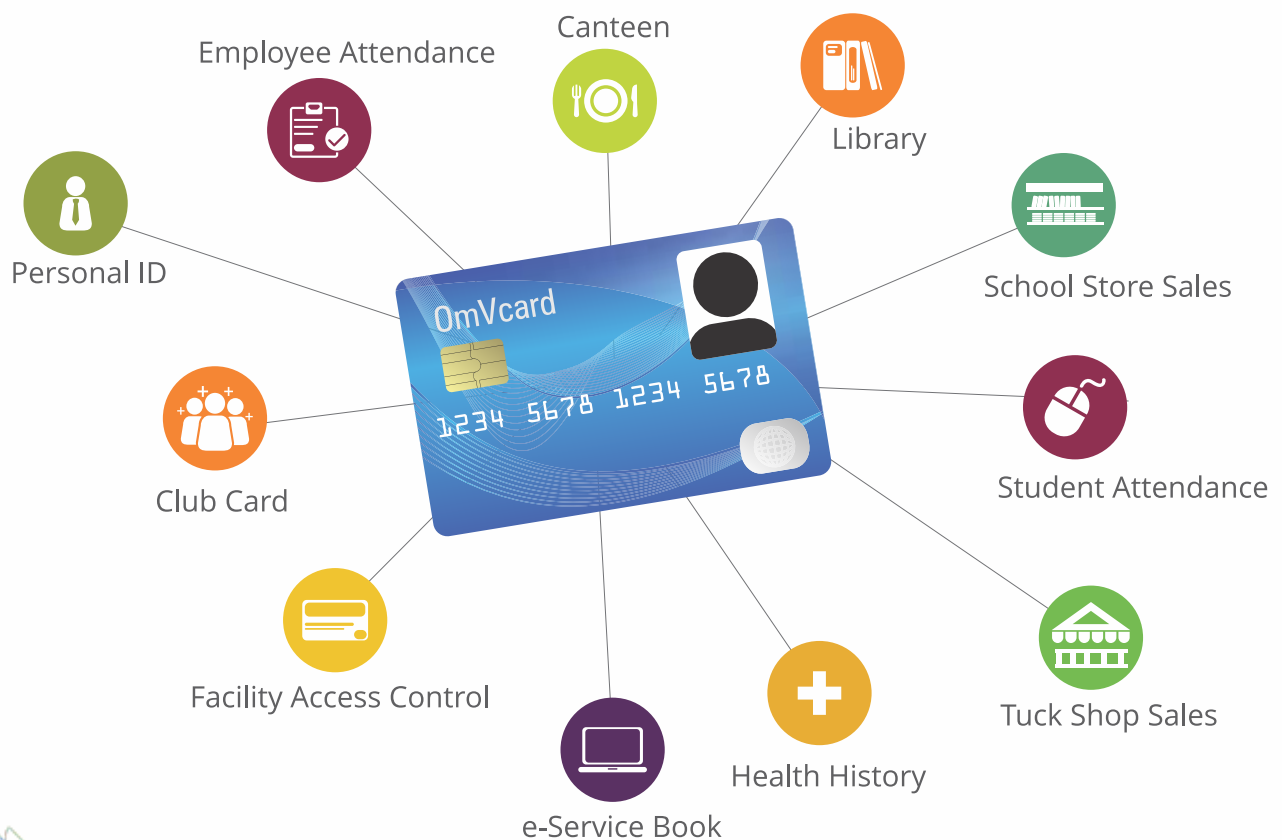 Canteen
Employee Attendance
Library
Personal ID
School Store Sales
OmVcard
1234 5678 1234 5678
Club Card
Student Attendance
Facility Access Control
Tuck Shop Sales
Health History
e-Service Book